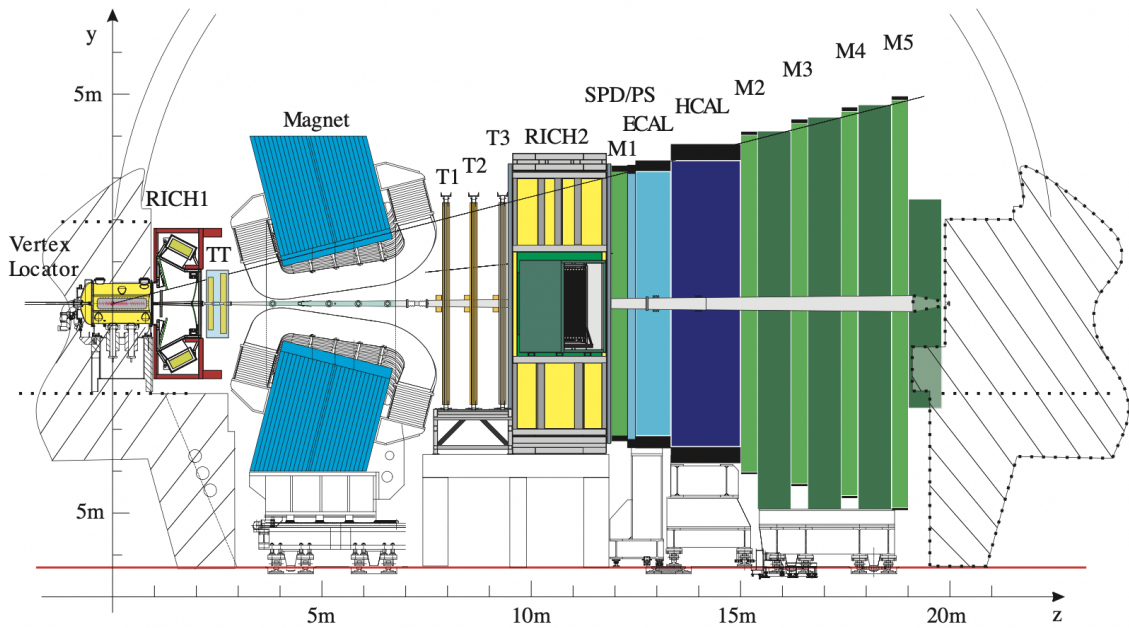 y
M5
M4
M3
5m
M2
SPD/PS
HCAL
Magnet
ECAL
T3
RICH2
M1
T2
T1
RICH1
TT
Vertex
Locator
5m
5m
10m
15m
20m
z